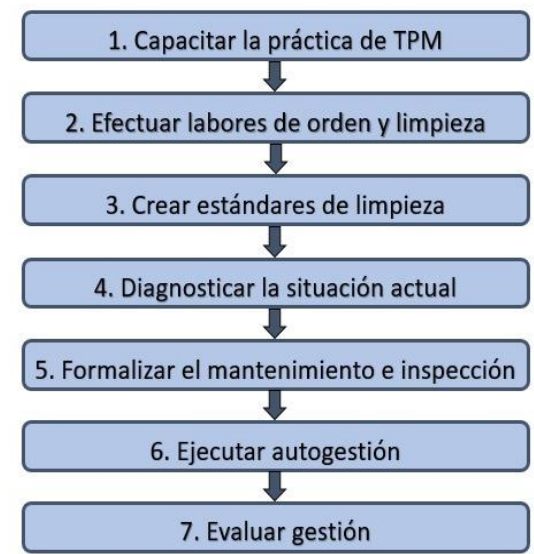 1. Capacitar la práctica de TPM
2. Efectuar labores de orden y limpieza
3. Crear estándares de limpieza
4. Diagnosticar la situación actual
5. Formalizar el mantenimiento e inspección
6. Ejecutar autogestión
7. Evaluar gestión